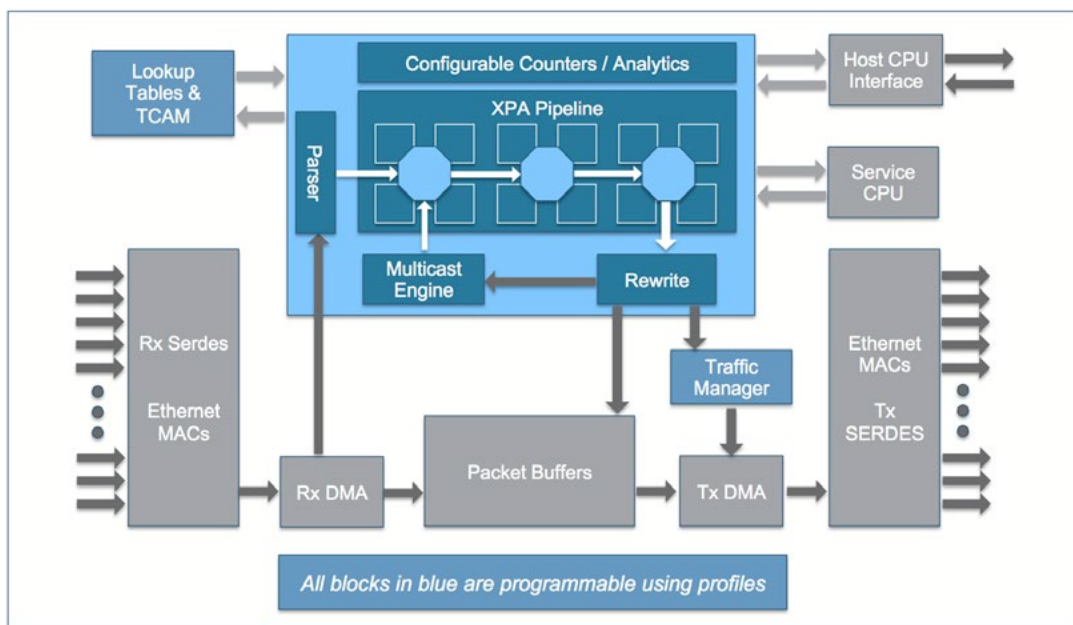 Configurable Counters / Analytics
Lookup
Tables &
TCAM
Host CPU
Interface
XPA Pipeline
Parser
Service
CPU
Multicast
Engine
Rewrite
Rx Serdes
Ethernet
MACs
Traffic
Manager
Ethernet
MACs
Tx
SERDES
Rx DMA
Packet Buffers
Tx DMA
All blocks in blue are programmable using profiles